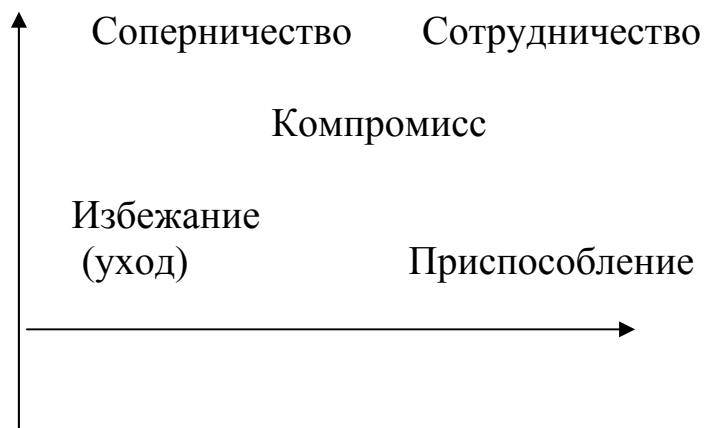 Соперничество Сотрудничество
Компромисс
Избежание
(уход) Приспособление